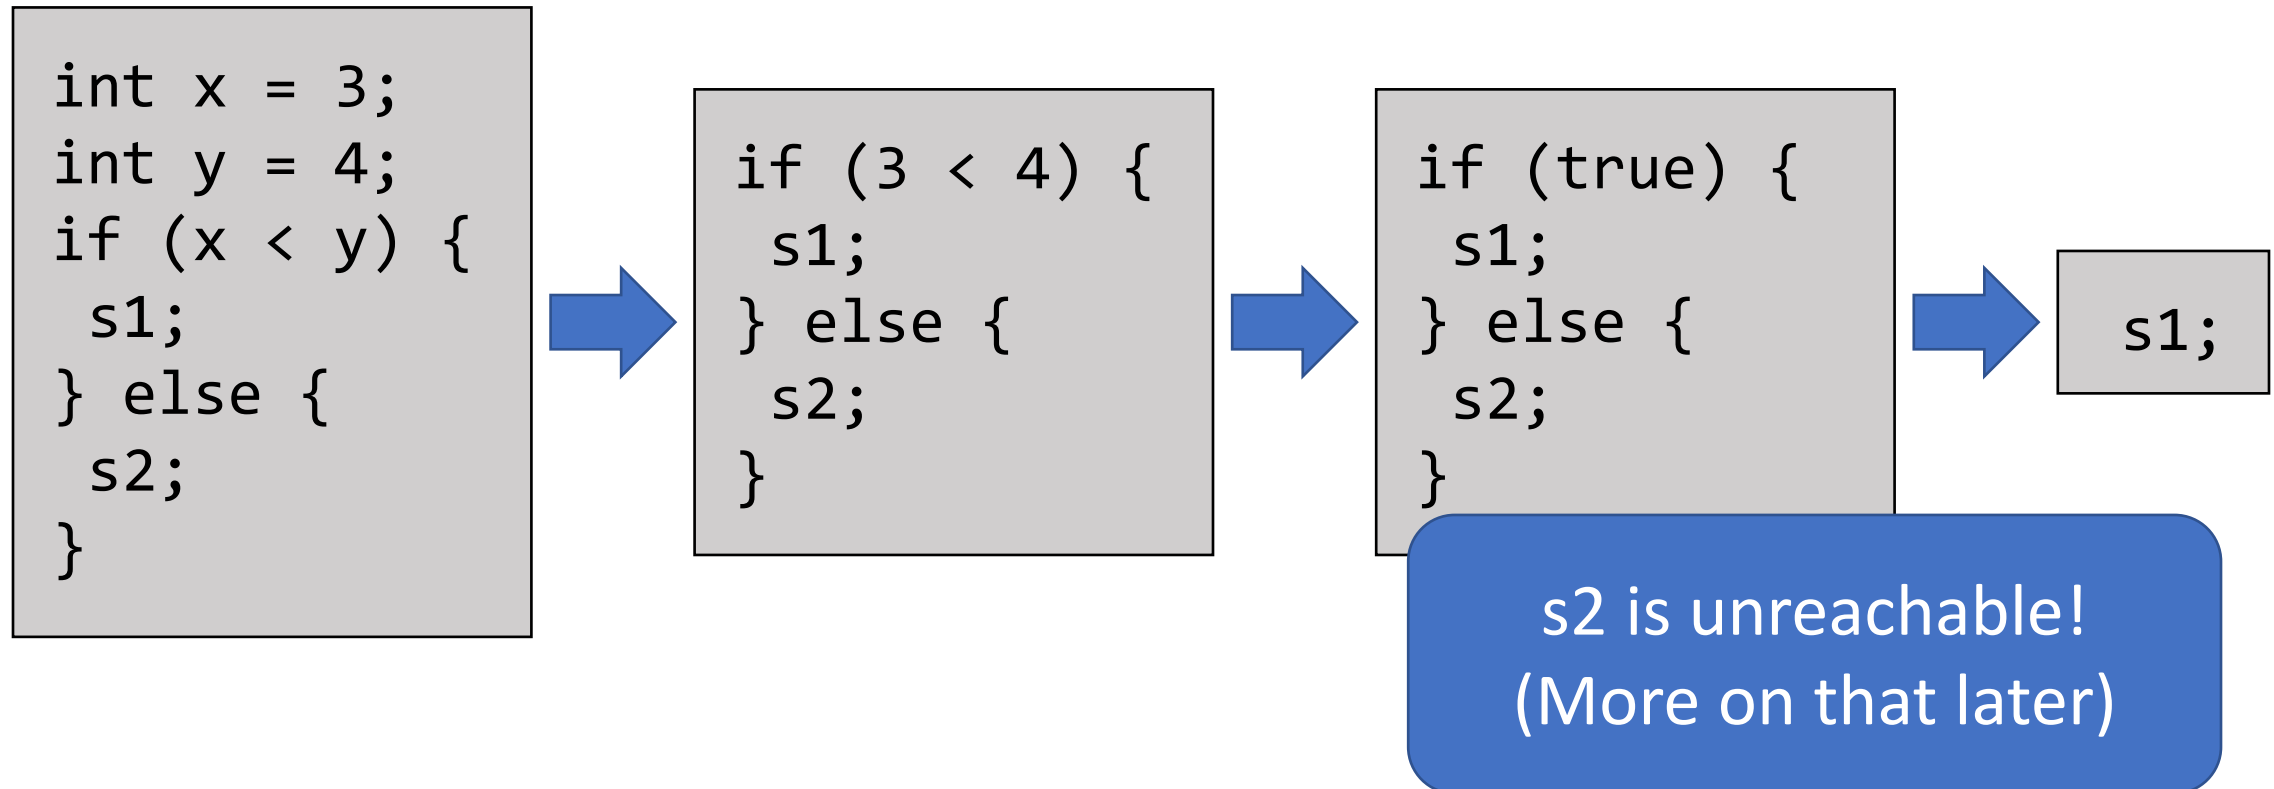 int x = 3;
int y = 4;
if (x < y) {
 s1;
} else {
 s2;
}
if (3 < 4) {
 s1;
} else {
 s2;
}
if (true) {
 s1;
} else {
 s2;
}
s1;
s2 is unreachable!
(More on that later)